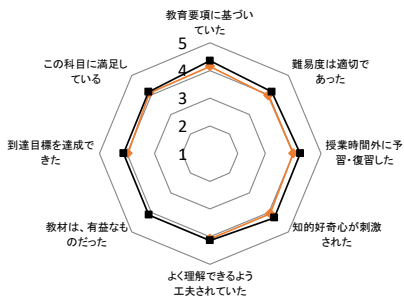 教育要項に基づい
ていた
難易度は適切で
あった
授業時間外に予
習・復習した
知的好奇心が刺激
された
よく理解できるよう
工夫されていた
教材は、有益なも
のだった
到達目標を達成で
きた
この科目に満足し
ている
5
4
3
2
1